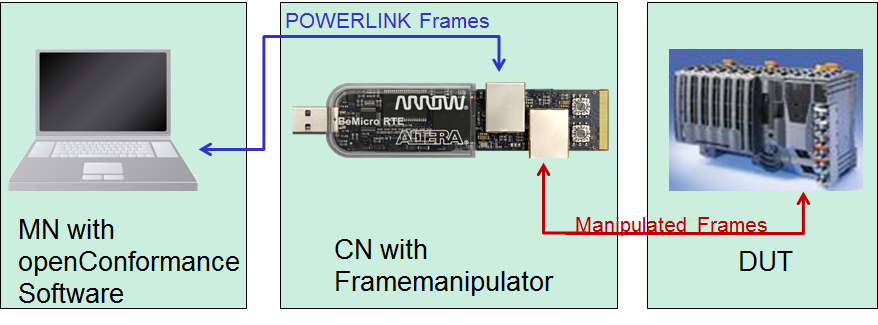 POWERLINK Frames
ARROW
BeMicro RTE
ALTERA
Manipulated Frames
MN with
openConformance
Software
CN with
Framemanipulator
DUT